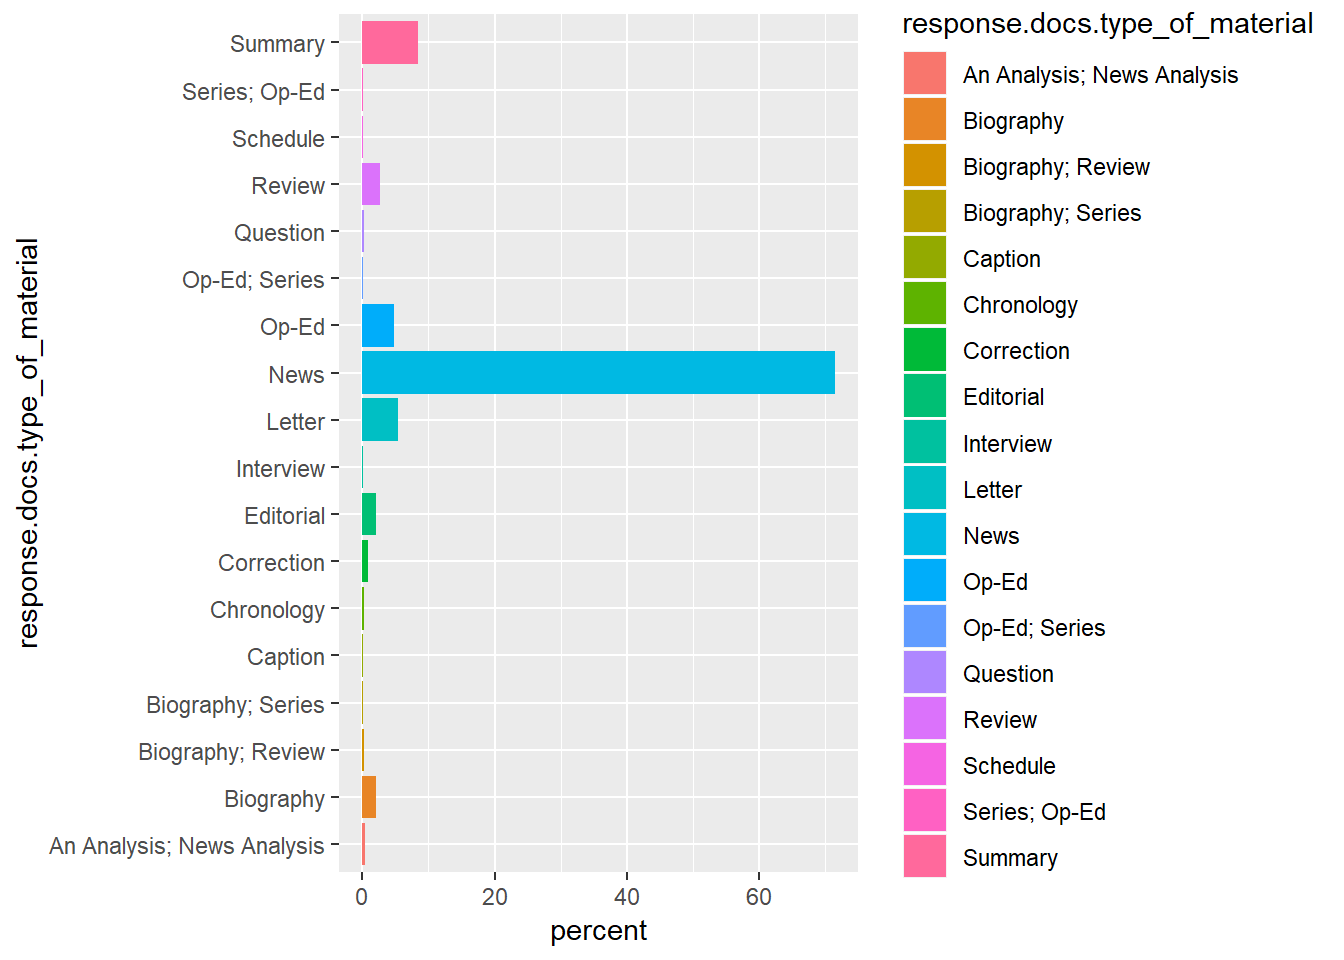 response.docs.type_of_material
Summary
Series; Op-Ed
Schedule
Review
Question
Op-Ed; Series
Op-Ed
News
Letter
Interview
Editorial
Correction
Chronology
Caption
Biography; Series
Biography; Review
Biography
An Analysis; News Analysis
0
20
40
60
percent
response.docs.type_of_material
An Analysis; News Analysis
Biography
Biography; Review
Biography; Series
Caption
Chronology
Correction
Editorial
Interview
Letter
News
Op-Ed
Op-Ed; Series
Question
Review
Schedule
Series; Op-Ed
Summary